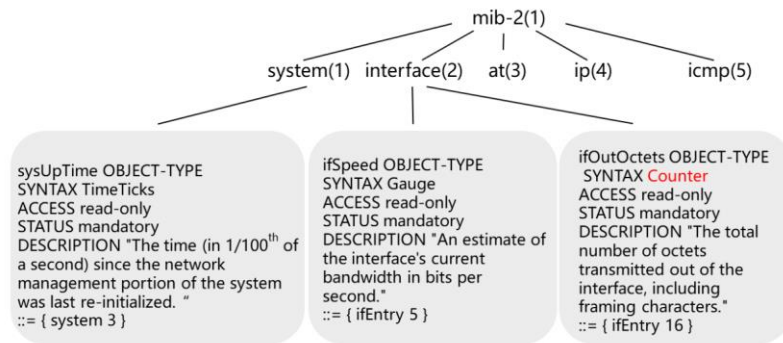 mib-2(1)
system(1) interface(2) at(3) ip(4) icmp(5)
sysUpTime OBJECT-TYPE
SYNTAX TimeTicks
ACCESS read-only
STATUS mandatory
DESCRIPTION "The time (in 1/100th of
a second) since the network
management portion of the system
was last re-initialized. “
::= { system 3 }
ifSpeed OBJECT-TYPE
SYNTAX Gauge
ACCESS read-only
STATUS mandatory
DESCRIPTION "An estimate of
the interface's current
bandwidth in bits per
second."
::= { ifEntry 5 }
ifOutOctets OBJECT-TYPE
SYNTAX Counter
ACCESS read-only
STATUS mandatory
DESCRIPTION "The total
number of octets
transmitted out of the
interface, including
framing characters."
::= { ifEntry 16 }